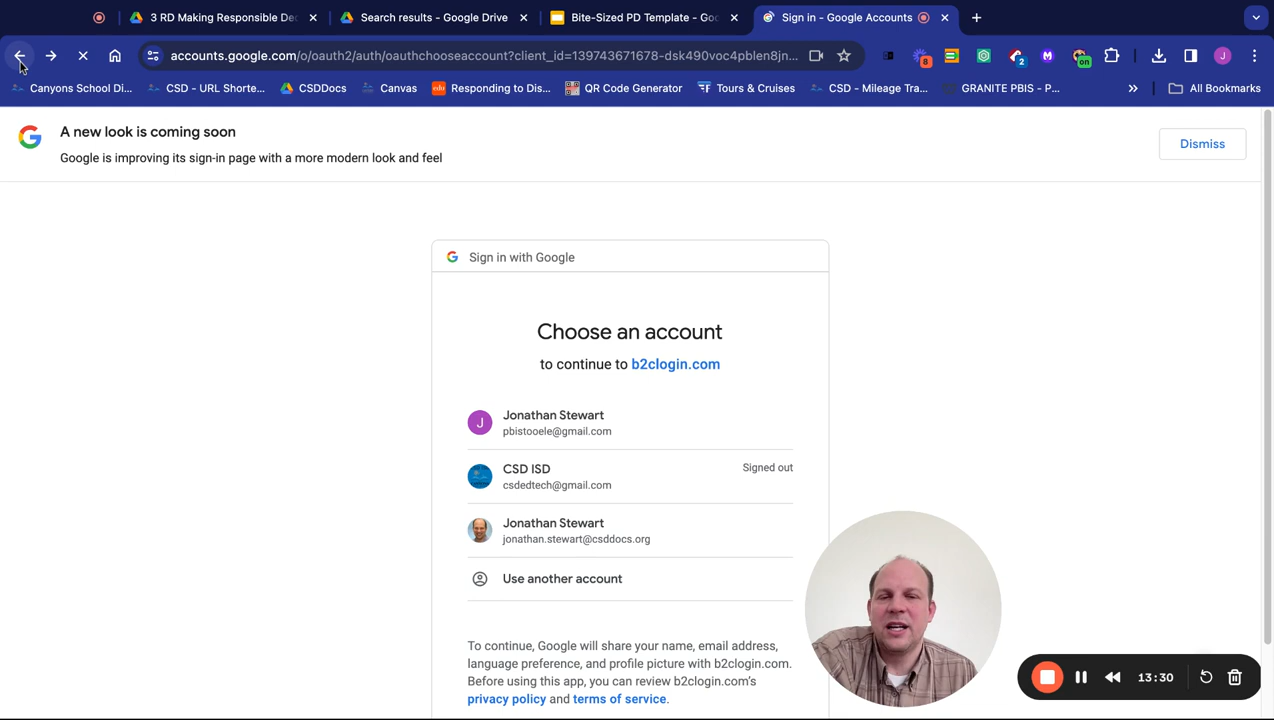 3 RD Making Responsible Dec
Search results - Google Drive
Bite-Sized PD Template - Goo
Sign in - Google Accounts
accounts.google.com/o/oauth2/auth/oauthchooseaccount?client_id=139743671678-dsk490voc4pblen8jn...
8
2
on
J
Canyons School Di...
CSD - URL Shorte...
CSDDocs
Canvas
Responding to Dis...
QR Code Generator
Tours & Cruises
CSD - Mileage Tra...
GRANITE PBIS - P...
All Bookmarks
A new look is coming soon
Google is improving its sign-in page with a more modern look and feel
Dismiss
Sign in with Google
Choose an account
to continue to b2clogin.com
J
Jonathan Stewart
pbistooele@gmail.com
CSD ISD
csdedtech@gmail.com
Signed out
Jonathan Stewart
jonathan.stewart@csddocs.org
Use another account
To continue, Google will share your name, email address,
language preference, and profile picture with b2clogin.com.
Before using this app, you can review b2clogin.com's
privacy policy and terms of service.
13:30